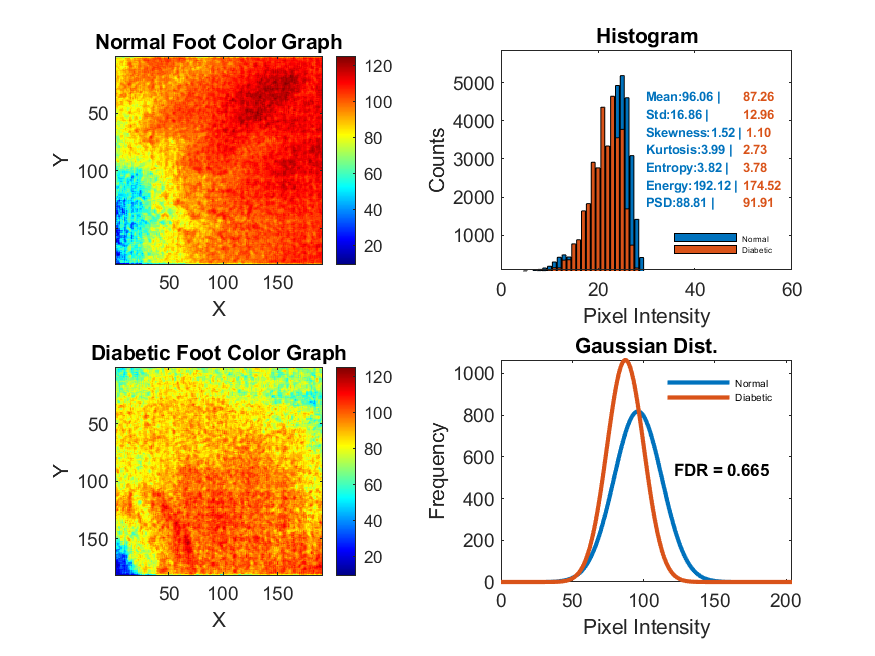 Normal Foot Color Graph
50
100
150
Y
50
100
150
X
120
100
80
60
40
20
Histogram
5000
4000
3000
2000
1000
Counts
Mean:96.06 | 87.26
Std:16.86 | 12.96
Skewness:1.52 | 1.10
Kurtosis:3.99 | 2.73
Entropy:3.82 | 3.78
Energy:192.12 | 174.52
PSD:88.81 | 91.91
Normal
Diabetic
0
20
40
60
Pixel Intensity
Diabetic Foot Color Graph
50
100
150
Y
50
100
150
X
120
100
80
60
40
20
Gaussian Dist.
1000
800
600
400
200
0
Frequency
Normal
Diabetic
FDR = 0.665
0
50
100
150
200
Pixel Intensity